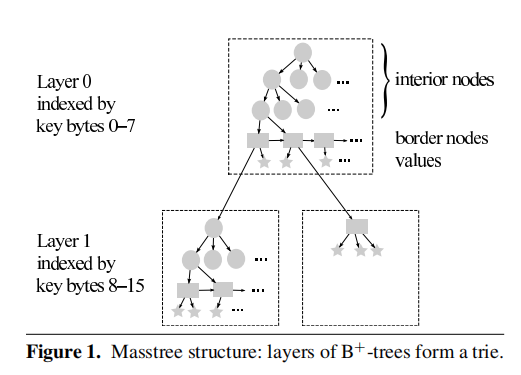 Layer 0
indexed by
key bytes 0–7
...
interior nodes
...
...
border nodes
...
values
Layer 1
indexed by
key bytes 8–15
...
...
...
Figure 1. Masstree structure: layers of B+-trees form a trie.